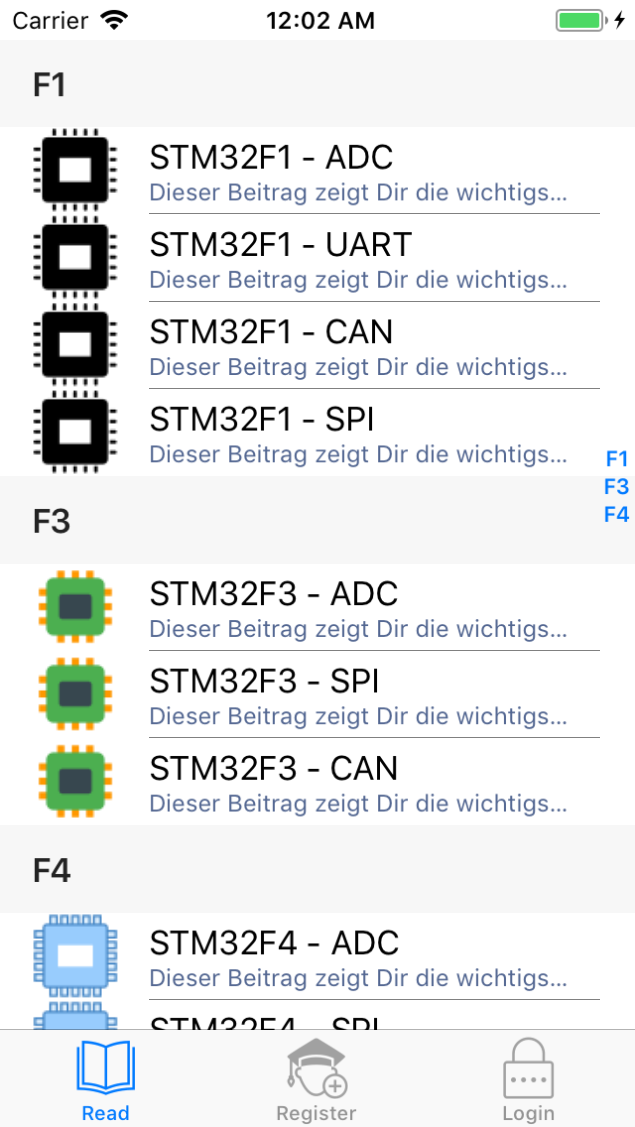 Carrier 12:02 AM
F1
STM32F1 - ADC
Dieser Beitrag zeigt Dir die wichtigs...
STM32F1 - UART
Dieser Beitrag zeigt Dir die wichtigs...
STM32F1 - CAN
Dieser Beitrag zeigt Dir die wichtigs...
STM32F1 - SPI
Dieser Beitrag zeigt Dir die wichtigs...
F1
F3
F4
F3
STM32F3 - ADC
Dieser Beitrag zeigt Dir die wichtigs...
STM32F3 - SPI
Dieser Beitrag zeigt Dir die wichtigs...
STM32F3 - CAN
Dieser Beitrag zeigt Dir die wichtigs...
F4
STM32F4 - ADC
Dieser Beitrag zeigt Dir die wichtigs...
STM32F4 - SPI
Read Register Login